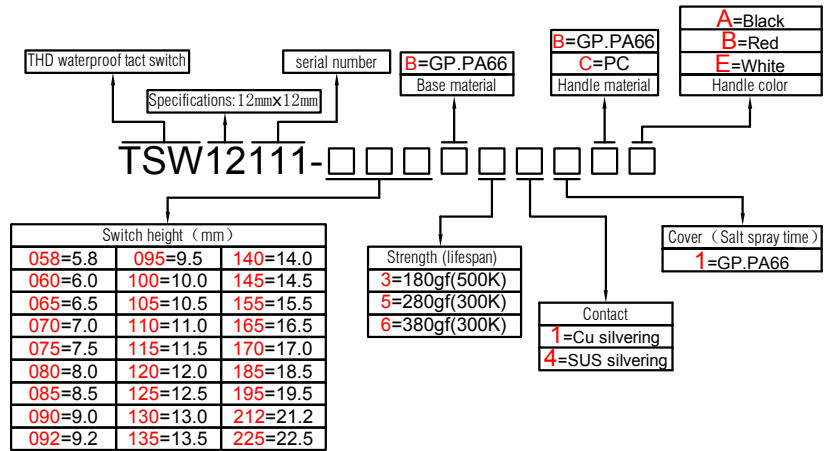 A=Black
B=Red
E=White
Handle color
B=GP.PA66
C=PC
Handle material
B=GP.PA66
Base material
THD waterproof tact switch
serial number
Specifications:12mmx12mm
TSW12111-□□□□□□□□□
Switch height（mm）
058=5.8 095=9.5 140=14.0
060=6.0 100=10.0 145=14.5
065=6.5 105=10.5 155=15.5
070=7.0 110=11.0 165=16.5
075=7.5 115=11.5 170=17.0
080=8.0 120=12.0 185=18.5
085=8.5 125=12.5 195=19.5
090=9.0 130=13.0 212=21.2
092=9.2 135=13.5 225=22.5
Strength (lifespan)
3=180gf(500K)
5=280gf(300K)
6=380gf(300K)
Contact
1=Cu silvering
4=SUS silvering
Cover（Salt spray time）
1=GP.PA66